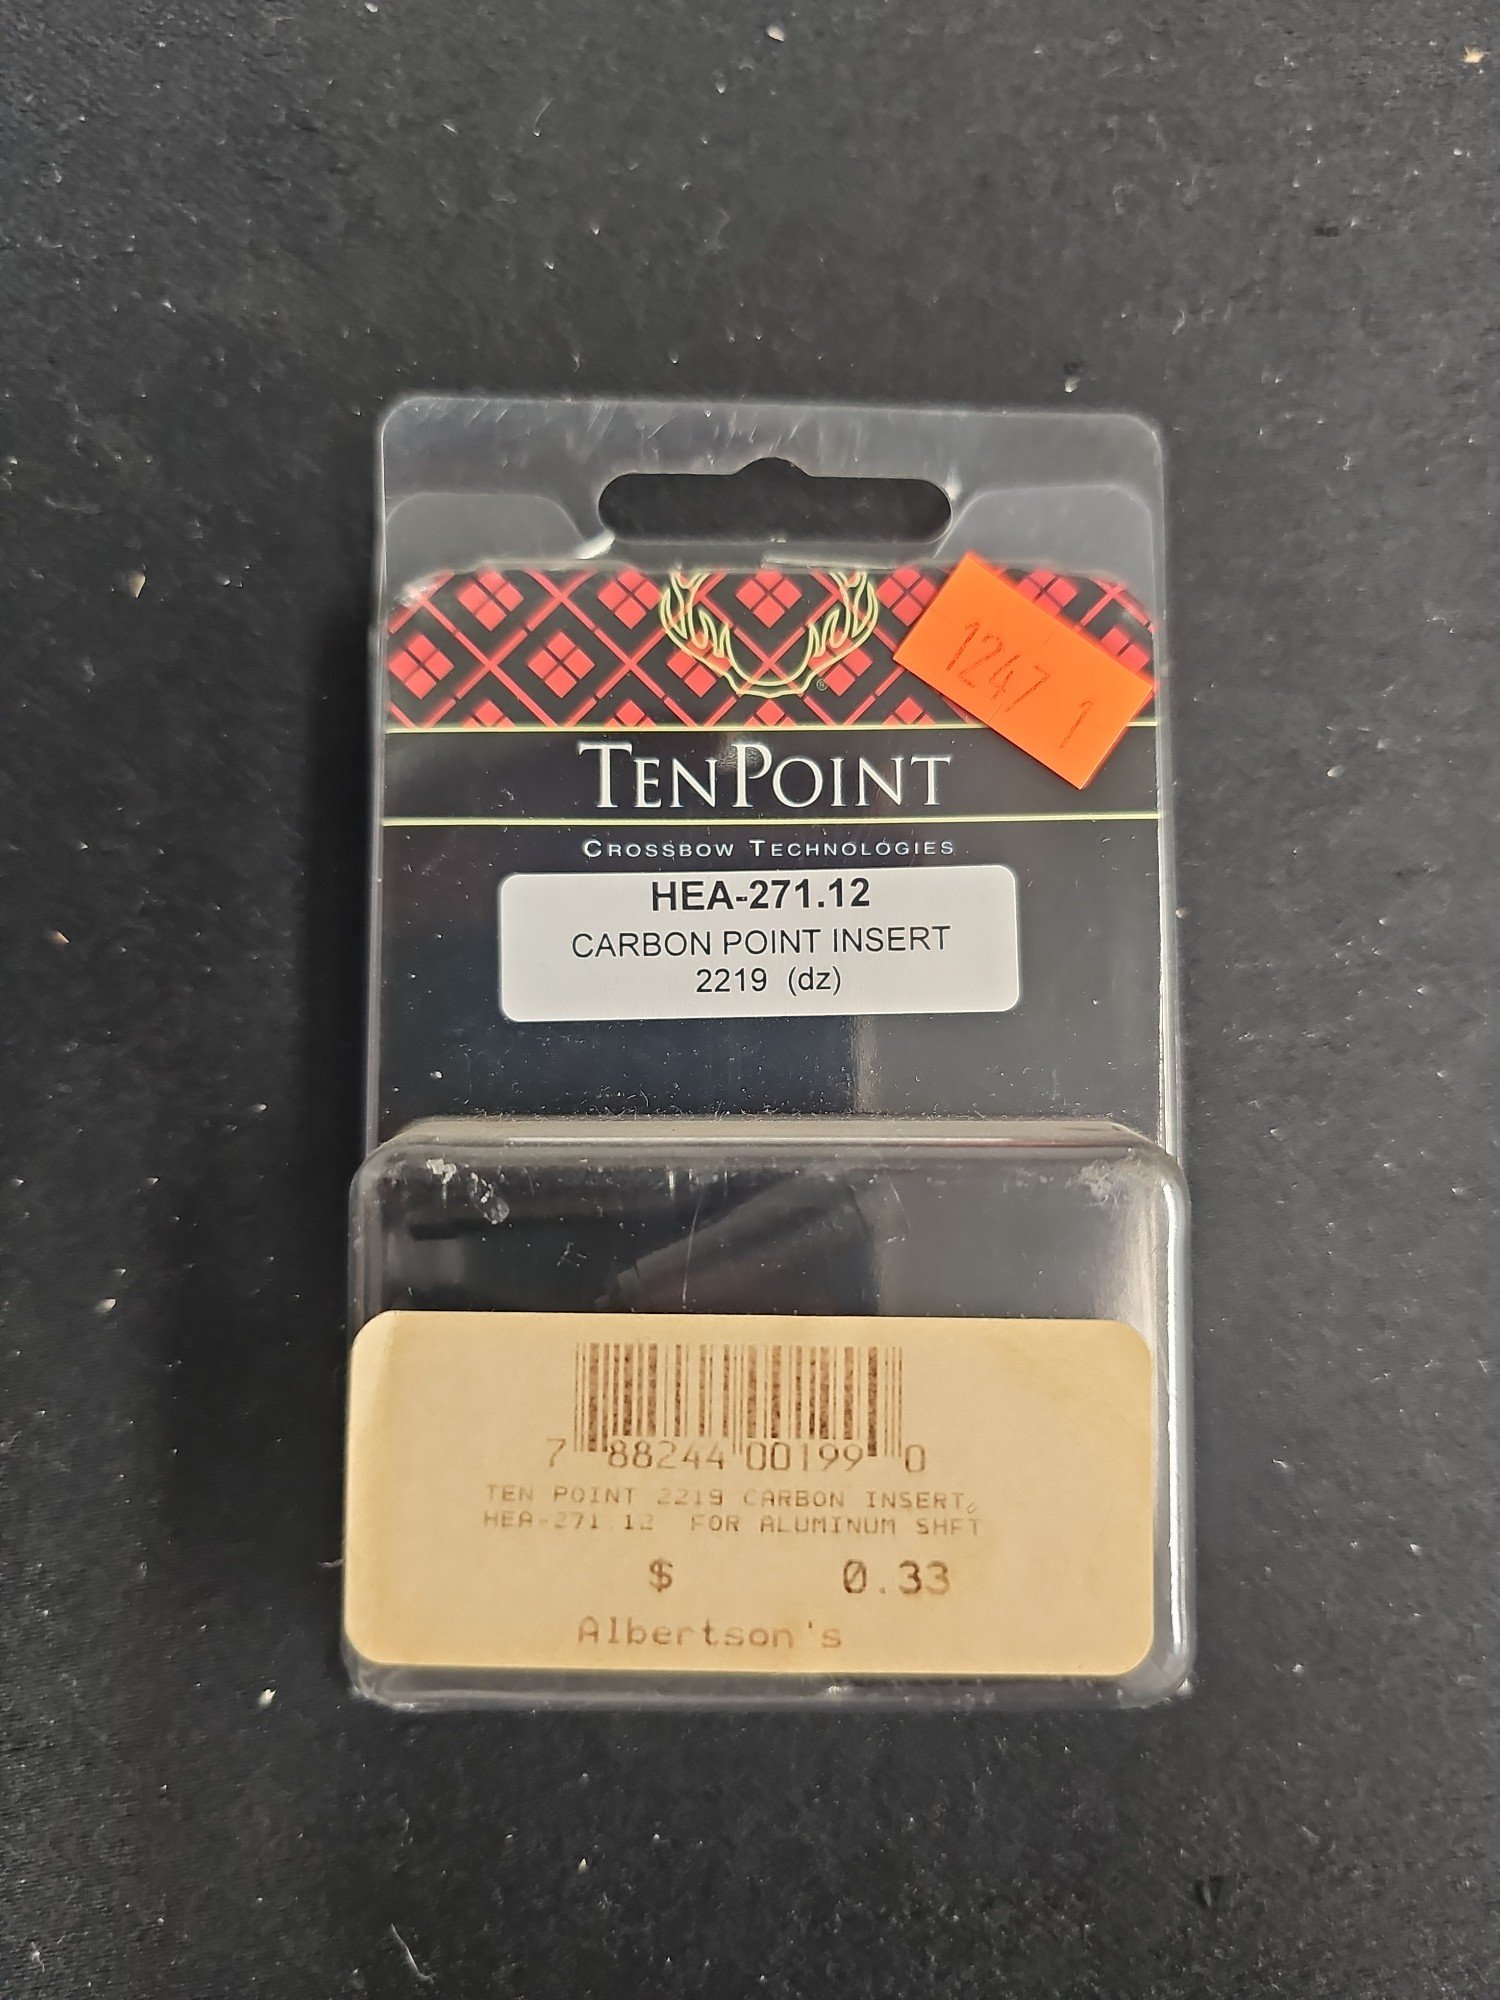 1247 1
®
TENPOINT
CROSSBOW TECHNOLOGIES
HEA-271.12
CARBON POINT INSERT
2219 (dz)
7 88244 00199 0
TEN POINT 2219 CARBON INSERT,
HEA-271.12 FOR ALUMINUM SHFT
$ 0.33
Albertson's